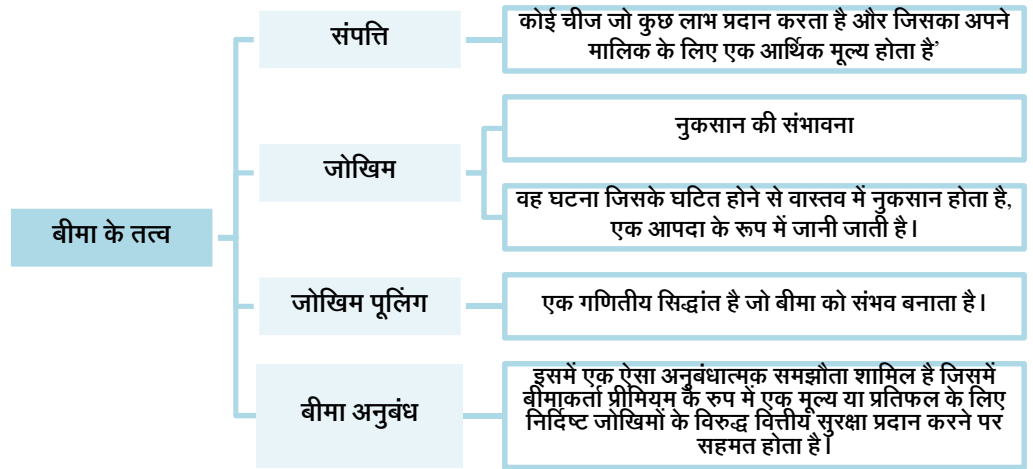 बीमा के तत्व
संपत्ति
कोई चीज जो कुछ लाभ प्रदान करता है और जिसका अपने
मालिक के लिए एक आर्थिक मूल्य होता है’
जोखिम
नुकसान की संभावना
वह घटना जिसके घटित होने से वास्तव में नुकसान होता है,
एक आपदा के रूप में जानी जाती है।
जोखिम पूलिंग
एक गणितीय सिद्धांत है जो बीमा को संभव बनाता है।
बीमा अनुबंध
इसमें एक ऐसा अनुबंधात्मक समझौता शामिल है जिसमें
बीमाकर्ता प्रीमियम के रुप में एक मूल्य या प्रतिफल के लिए
निर्दिष्ट जोखिमों के विरुद्ध वित्तीय सुरक्षा प्रदान करने पर
सहमत होता है।